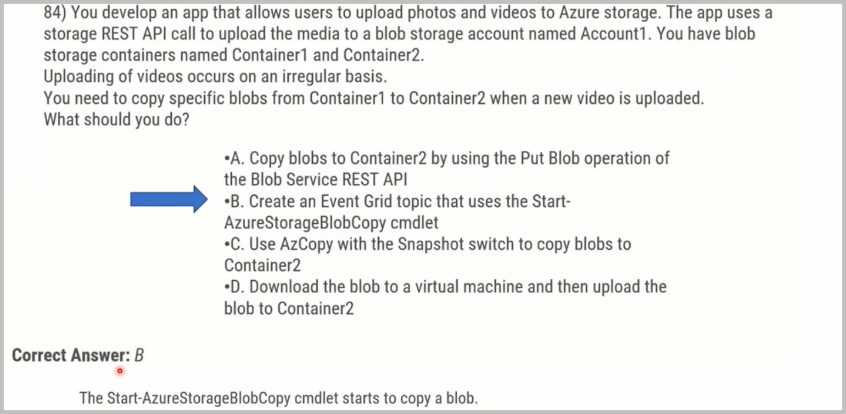 84) You develop an app that allows users to upload photos and videos to Azure storage. The app uses a
storage REST API call to upload the media to a blob storage account named Account1. You have blob
storage containers named Container1 and Container2.
Uploading of videos occurs on an irregular basis.
You need to copy specific blobs from Container1 to Container2 when a new video is uploaded.
What should you do?
•A. Copy blobs to Container2 by using the Put Blob operation of
the Blob Service REST API
•B. Create an Event Grid topic that uses the Start-
AzureStorageBlobCopy cmdlet
•C. Use AzCopy with the Snapshot switch to copy blobs to
Container2
•D. Download the blob to a virtual machine and then upload the
blob to Container2
Correct Answer: B
The Start-AzureStorageBlobCopy cmdlet starts to copy a blob.